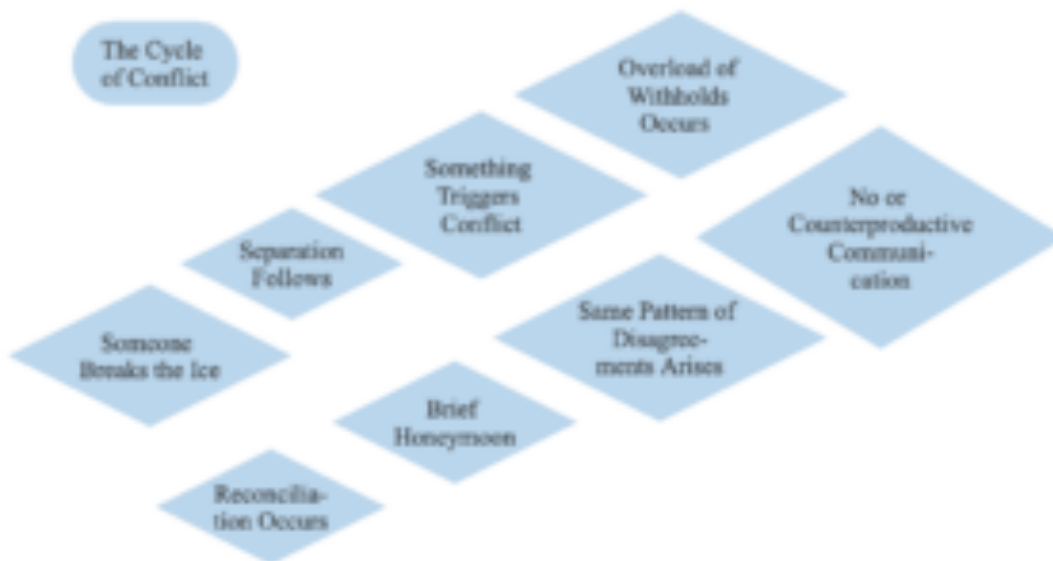 The Cycle
of Conflict
Overload of
Withholds
Occurs
Something
Triggers
Conflict
No or
Counterproductive
Communi-
cation
Separation
Follows
Same Pattern of
Disagree-
ments Arises
Someone
Breaks the Ice
Brief
Honeymoon
Reconcilia-
tion Occurs